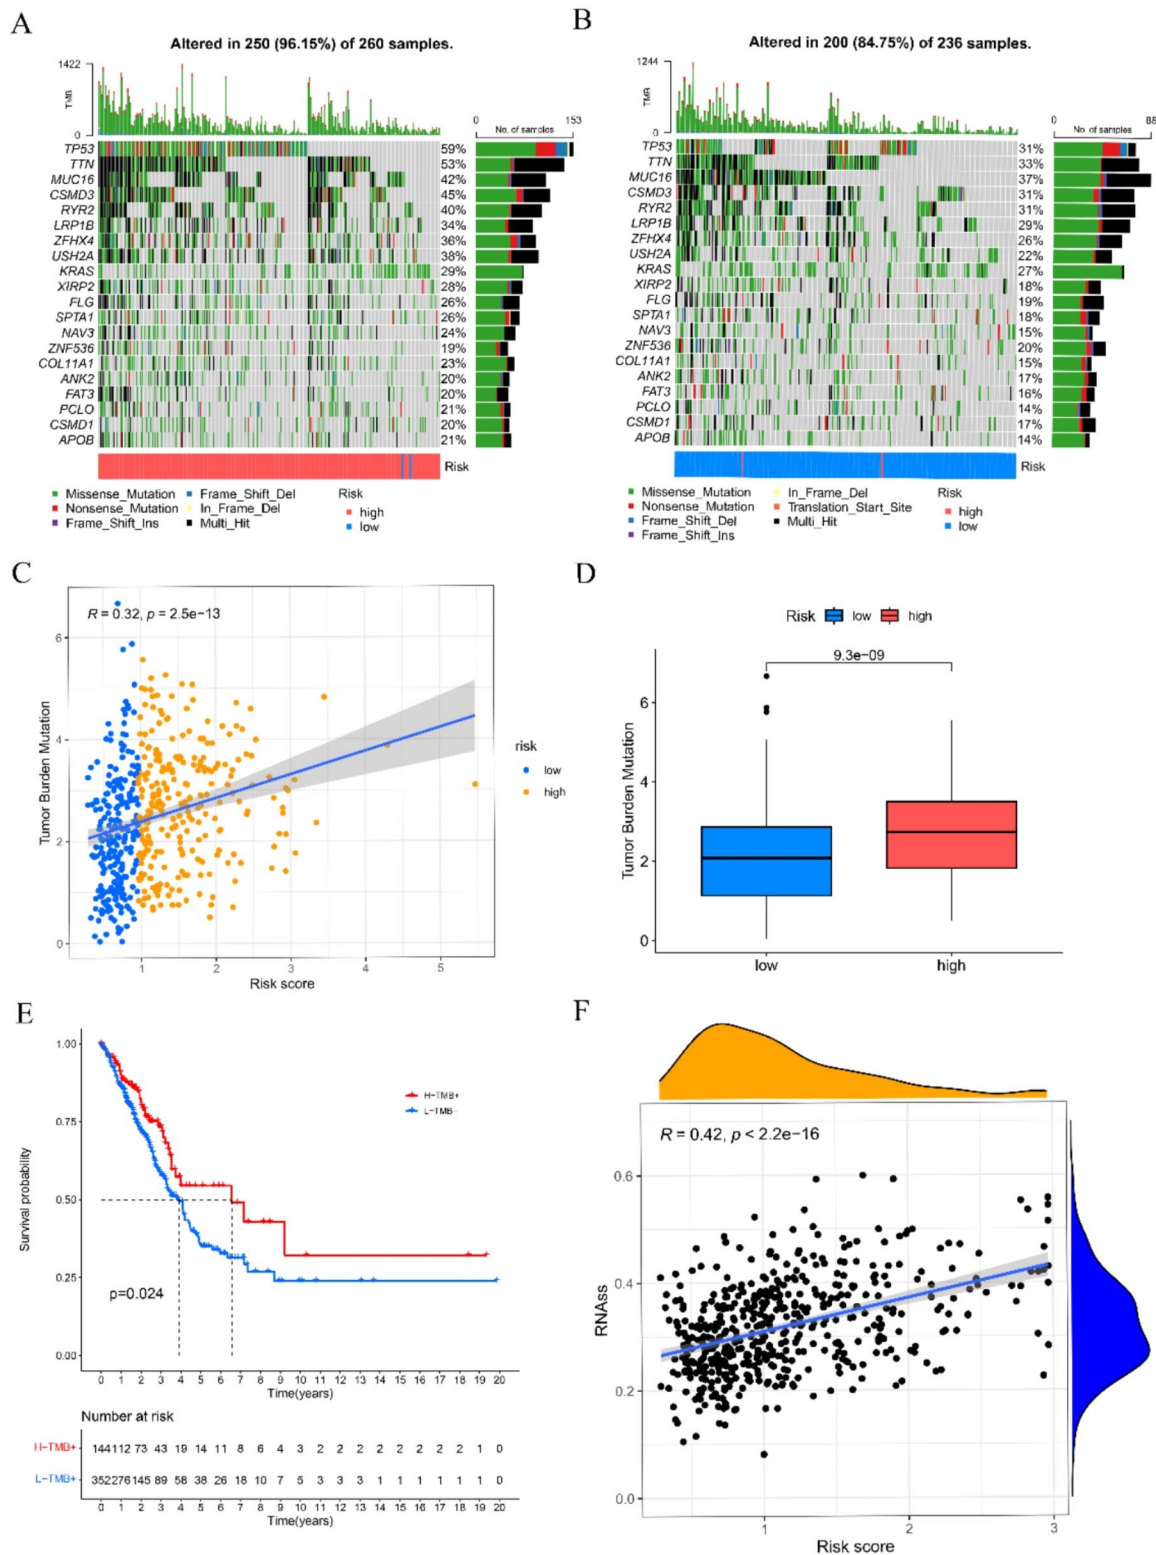 A
Altered in 250 (96.15%) of 260 samples.
1422
TMB
0
0 153
No. of samples
TP53 59%
TTN 53%
MUC16 42%
CSMD3 45%
RYR2 40%
LRP1B 34%
ZFHX4 36%
USH2A 38%
KRAS 29%
XIRP2 28%
FLG 26%
SPTA1 26%
NAV3 24%
ZNF536 19%
COL11A1 23%
ANK2 20%
FAT3 20%
PCLO 21%
CSMD1 20%
APOB 21%
Risk
Missense_Mutation Frame_Shift_Del Risk
Nonsense_Mutation In_Frame_Del high
Frame_Shift_Ins Multi_Hit low
B
Altered in 200 (84.75%) of 236 samples.
1244
TMB
0
0 88
No. of samples
TP53 31%
TTN 33%
MUC16 37%
CSMD3 31%
RYR2 31%
LRP1B 29%
ZFHX4 26%
USH2A 22%
KRAS 27%
XIRP2 18%
FLG 19%
SPTA1 18%
NAV3 15%
ZNF536 20%
COL11A1 15%
ANK2 17%
FAT3 16%
PCLO 14%
CSMD1 17%
APOB 14%
Risk
Missense_Mutation In_Frame_Del Risk
Nonsense_Mutation Translation_Start_Site high
Frame_Shift_Del Multi_Hit low
Frame_Shift_Ins
C
R = 0.32, p = 2.5e−13
Tumor Burden Mutation
6
4
2
0
1 2 3 4 5
Risk score
risk
low
high
D
Risk low high
9.3e−09
Tumor Burden Mutation
6
4
2
0
low high
E
Survival probability
1.00
0.75
0.50
0.25
0.00
H−TMB+
L−TMB
p=0.024
0 1 2 3 4 5 6 7 8 9 10 11 12 13 14 15 16 17 18 19 20
Time(years)
Number at risk
H−TMB+ 144 112 73 43 19 14 11 8 6 4 3 2 2 2 2 2 2 2 2 1 0
L−TMB+ 352 276 145 89 58 38 26 18 10 7 5 3 3 3 1 1 1 1 1 1 0
0 1 2 3 4 5 6 7 8 9 10 11 12 13 14 15 16 17 18 19 20
Time(years)
F
R = 0.42, p < 2.2e−16
RNAss
0.6
0.4
0.2
0.0
1 2 3
Risk score